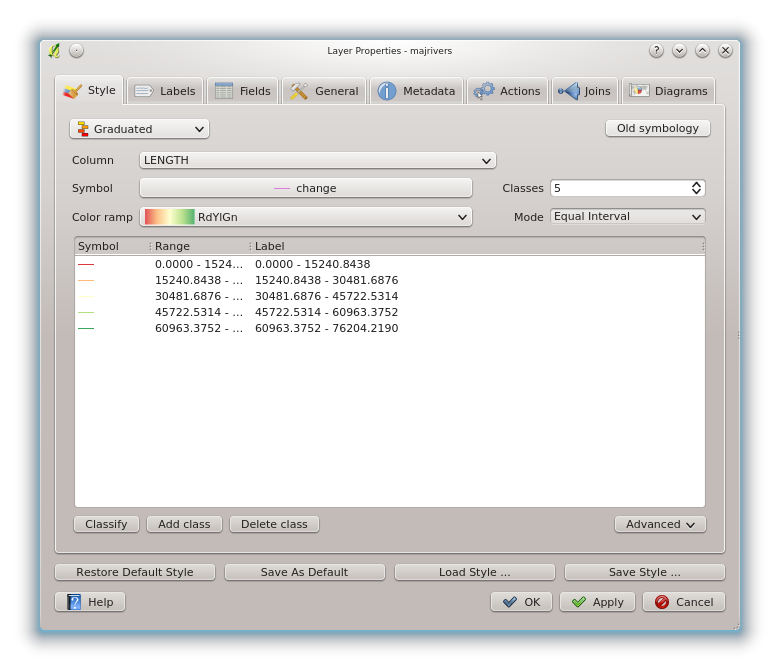 Layer Properties - majrivers
Style Labels Fields General Metadata Actions Joins Diagrams
Graduated Old symbology
Column LENGTH
Symbol change Classes 5
Color ramp RdYlGn Mode Equal Interval
Symbol Range Label
0.0000 - 1524... 0.0000 - 15240.8438
15240.8438 - ... 15240.8438 - 30481.6876
30481.6876 - ... 30481.6876 - 45722.5314
45722.5314 - ... 45722.5314 - 60963.3752
60963.3752 - ... 60963.3752 - 76204.2190
Classify Add class Delete class Advanced
Restore Default Style Save As Default Load Style ... Save Style ...
Help OK Apply Cancel